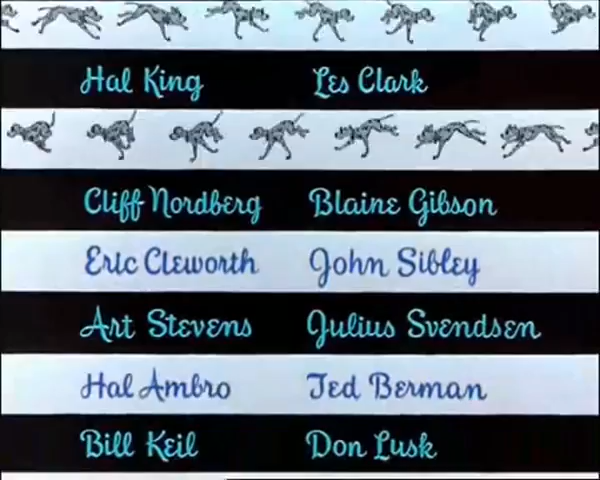 Hal King Les Clark
Cliff Nordberg Blaine Gibson
Eric Cleworth John Sibley
Art Stevens Julius Svendsen
Hal Ambro Ted Berman
Bill Keil Don Lusk